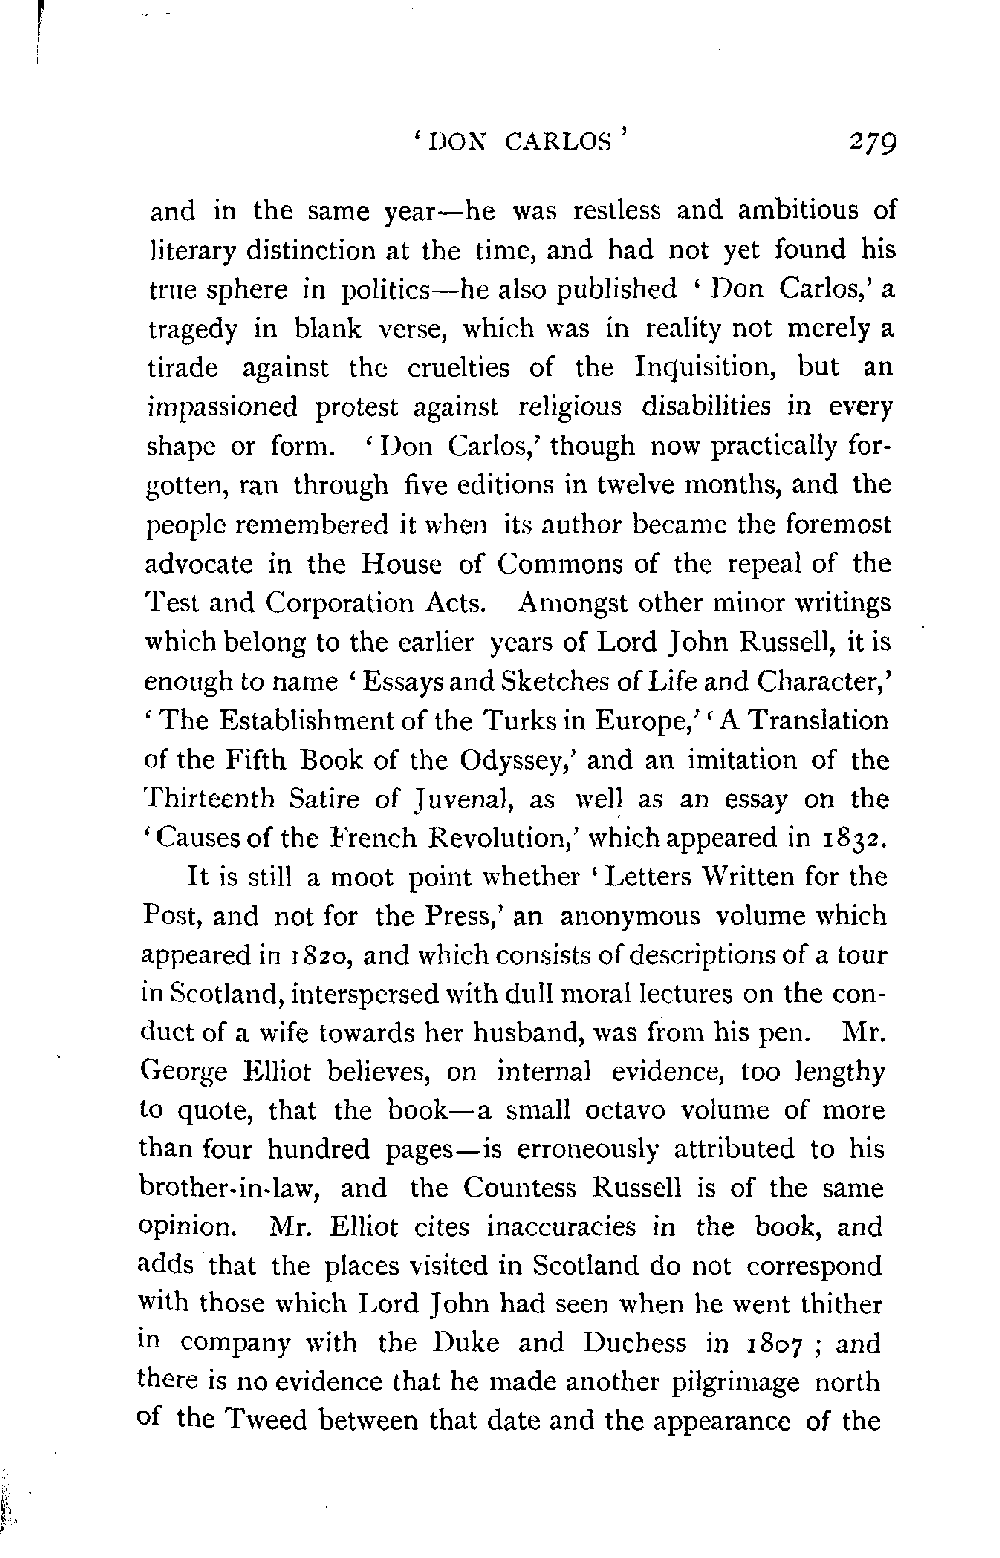 ‘DON CARLOS’ 279
and in the same year—he was restless and ambitious of
literary distinction at the time, and had not yet found his
true sphere in politics—he also published ‘Don Carlos,’ a
tragedy in blank verse, which was in reality not merely a
tirade against the cruelties of the Inquisition, but an
impassioned protest against religious disabilities in every
shape or form. ‘Don Carlos,’ though now practically for-
gotten, ran through five editions in twelve months, and the
people remembered it when its author became the foremost
advocate in the House of Commons of the repeal of the
Test and Corporation Acts. Amongst other minor writings
which belong to the earlier years of Lord John Russell, it is
enough to name ‘Essays and Sketches of Life and Character,’
‘The Establishment of the Turks in Europe,’ ‘A Translation
of the Fifth Book of the Odyssey,’ and an imitation of the
Thirteenth Satire of Juvenal, as well as an essay on the
‘Causes of the French Revolution,’ which appeared in 1832.
It is still a moot point whether ‘Letters Written for the
Post, and not for the Press,’ an anonymous volume which
appeared in 1820, and which consists of descriptions of a tour
in Scotland, interspersed with dull moral lectures on the con-
duct of a wife towards her husband, was from his pen. Mr.
George Elliot believes, on internal evidence, too lengthy
to quote, that the book—a small octavo volume of more
than four hundred pages—is erroneously attributed to his
brother-in-law, and the Countess Russell is of the same
opinion. Mr. Elliot cites inaccuracies in the book, and
adds that the places visited in Scotland do not correspond
with those which Lord John had seen when he went thither
in company with the Duke and Duchess in 1807 ; and
there is no evidence that he made another pilgrimage north
of the Tweed between that date and the appearance of the